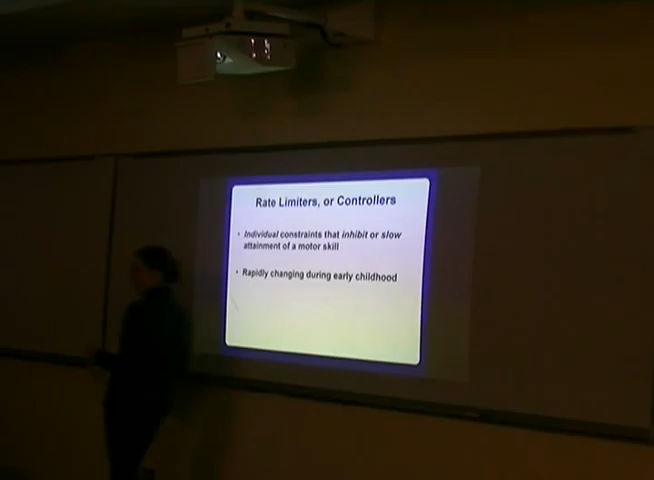 Rate Limiters, or Controllers
• Individual constraints that inhibit or slow
attainment of a motor skill
• Rapidly changing during early childhood